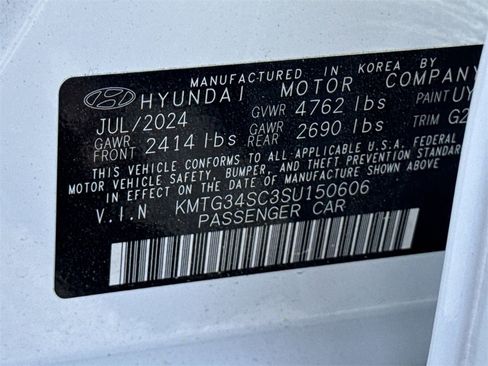 MANUFACTURED IN KOREA BY
HYUNDAI MOTOR COMPANY
JUL/2024 GVWR 4762 lbs PAINT UY
GAWR FRONT 2414 lbs GAWR REAR 2690 lbs TRIM G2
THIS VEHICLE CONFORMS TO ALL APPLICABLE U.S.A. FEDERAL
MOTOR VEHICLE SAFETY, BUMPER, AND THEFT PREVENTION STANDARD
IN EFFECT ON THE DATE OF MANUFACTURE SHOWN ABOVE
V.I.N KMTG34SC3SU150606
PASSENGER CAR